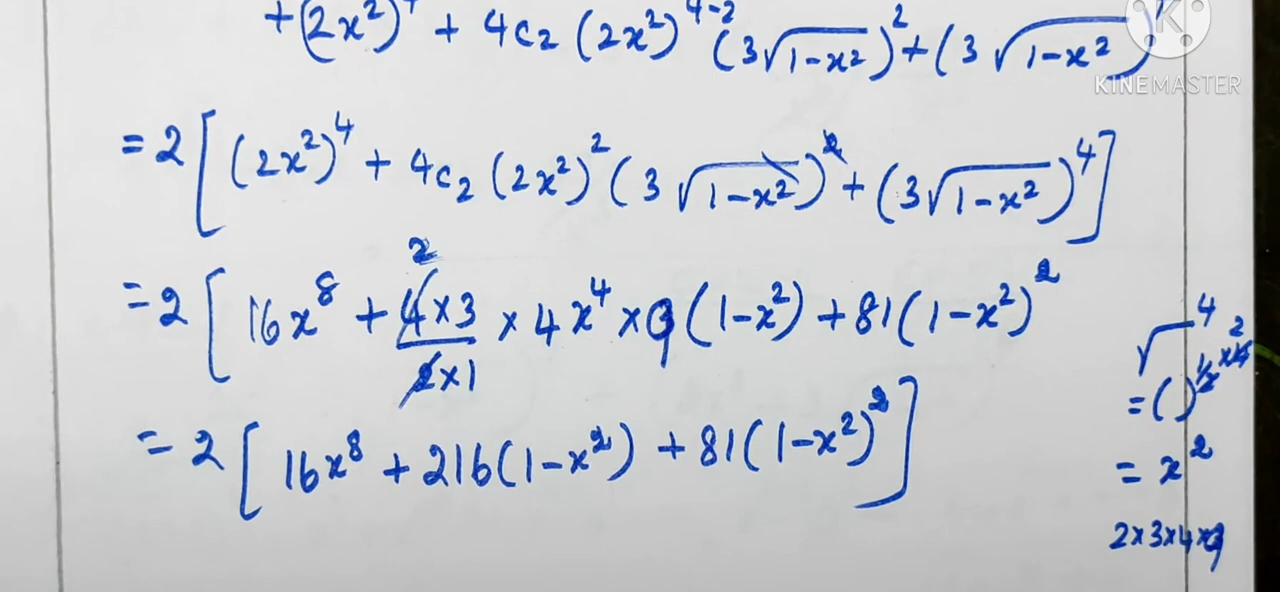 +(2x²)⁴ + 4c₂ (2x²)⁴⁻² (3√(1-x²))² + (3√(1-x²))
KINEMASTER
= 2 [ (2x²)⁴ + 4c₂ (2x²)² (3√(1-x²))² + (3√(1-x²))⁴ ]
2
= 2 [ 16x⁸ + 4×3/2×1 × 4x⁴ × 9 (1-x²) + 81 (1-x²)²
= 2 [ 16x⁸ + 216 (1-x²) + 81 (1-x²)² ]
√ ⁴
= ( )
= x²
2×3×4×9